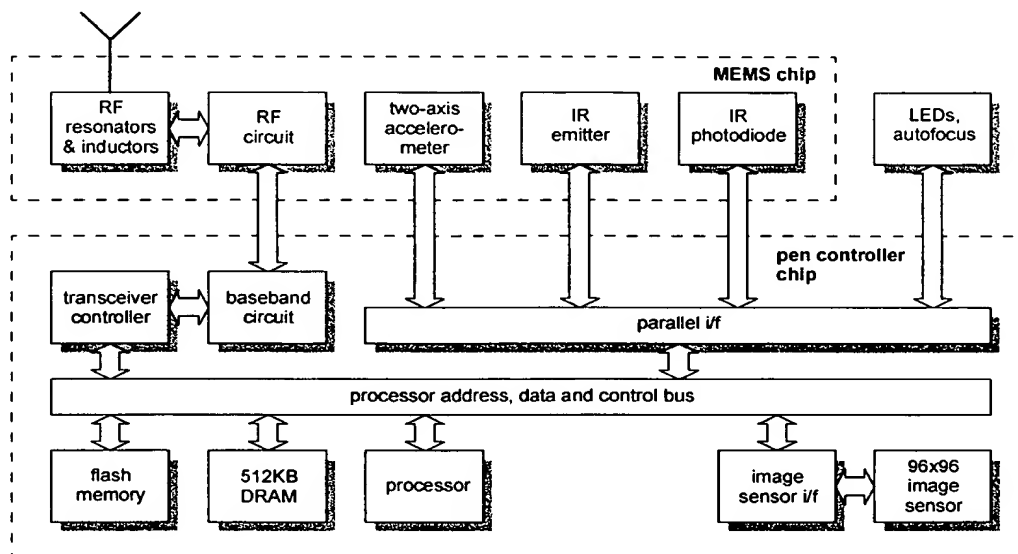 MEMS chip
RF
resonators
& inductors
RF
circuit
two-axis
accelero-
meter
IR
emitter
IR
photodiode
LEDs,
autofocus
pen controller
chip
transceiver
controller
baseband
circuit
parallel i/f
processor address, data and control bus
flash
memory
512KB
DRAM
processor
image
sensor i/f
96x96
image
sensor